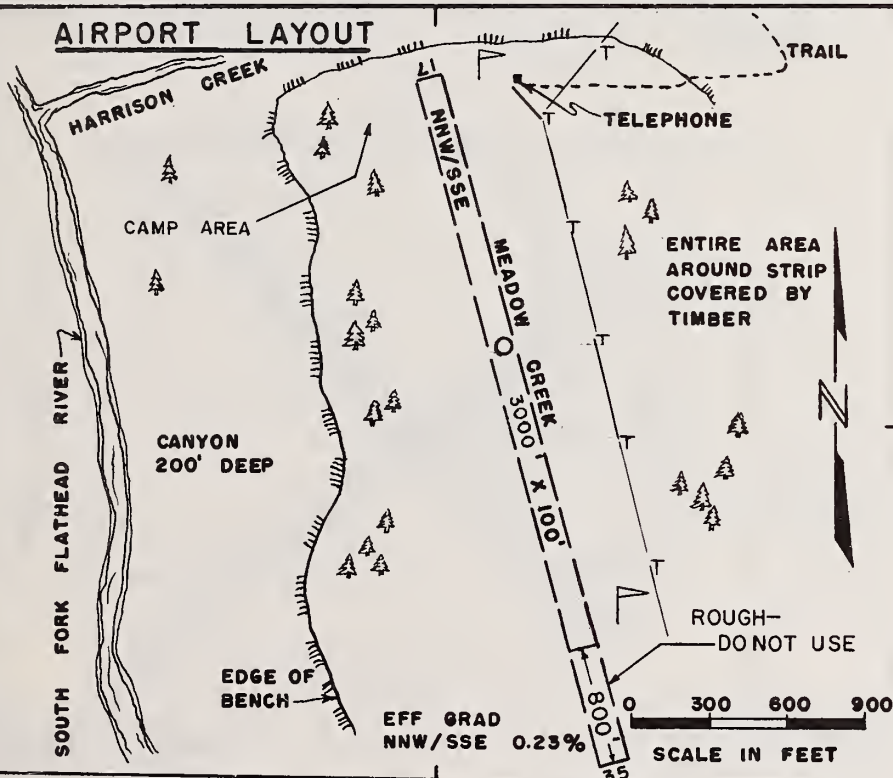 AIRPORT LAYOUT
HARRISON CREEK
TRAIL
TELEPHONE
17
NNW/SSE
CAMP AREA
MEADOW CREEK
3000' X 100'
ENTIRE AREA
AROUND STRIP
COVERED BY
TIMBER
N
SOUTH FORK FLATHEAD RIVER
CANYON
200' DEEP
T
T
T
T
T
T
ROUGH-
DO NOT USE
EDGE OF
BENCH
800'
35
EFF GRAD
NNW/SSE 0.23%
0 300 600 900
SCALE IN FEET